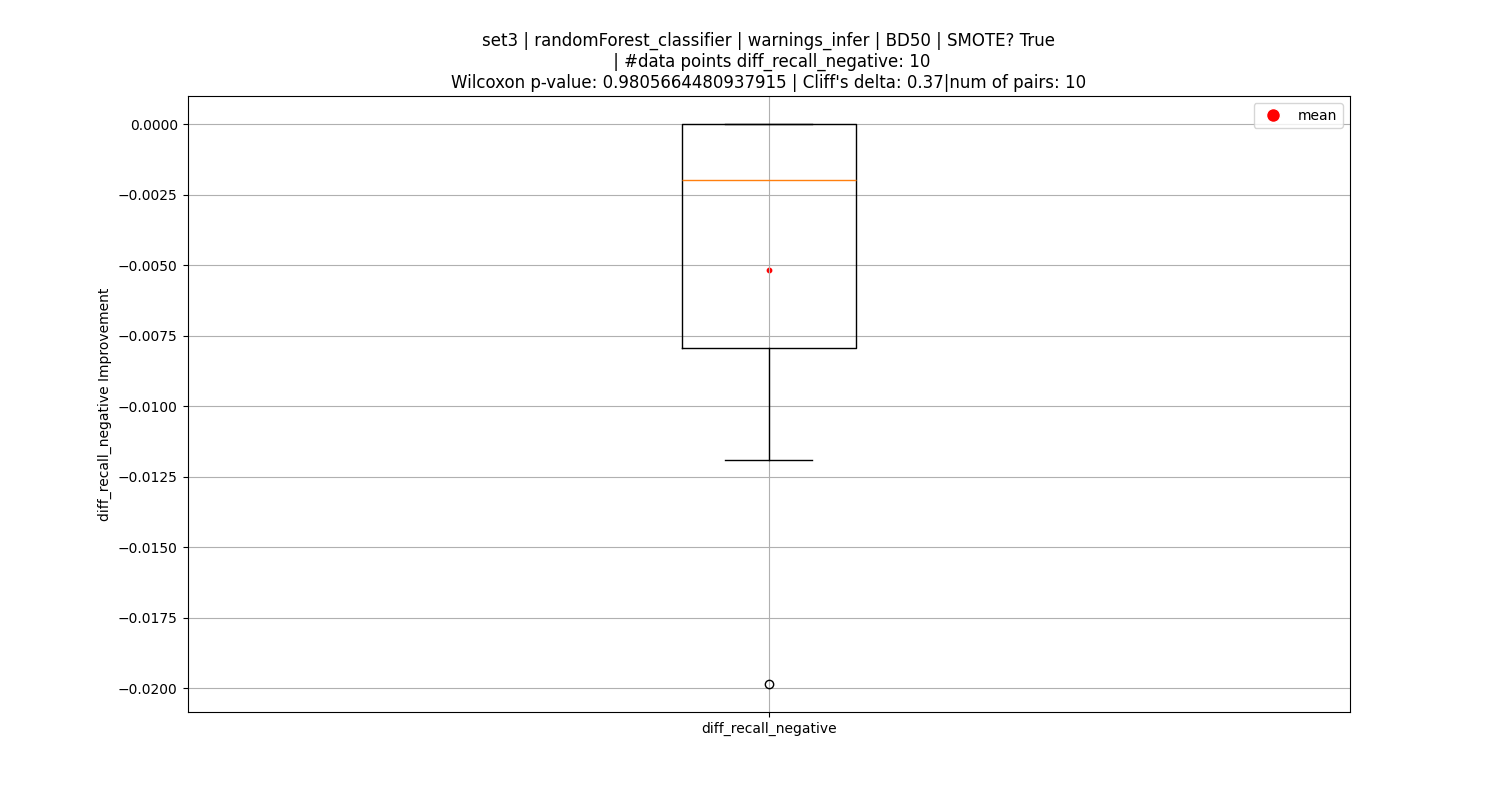 set3 | randomForest_classifier | warnings_infer | BD50 | SMOTE? True
| #data points diff_recall_negative: 10
Wilcoxon p-value: 0.9805664480937915 | Cliff's delta: 0.37|num of pairs: 10
mean
0.0000
−0.0025
−0.0050
−0.0075
−0.0100
−0.0125
−0.0150
−0.0175
−0.0200
diff_recall_negative Improvement
diff_recall_negative